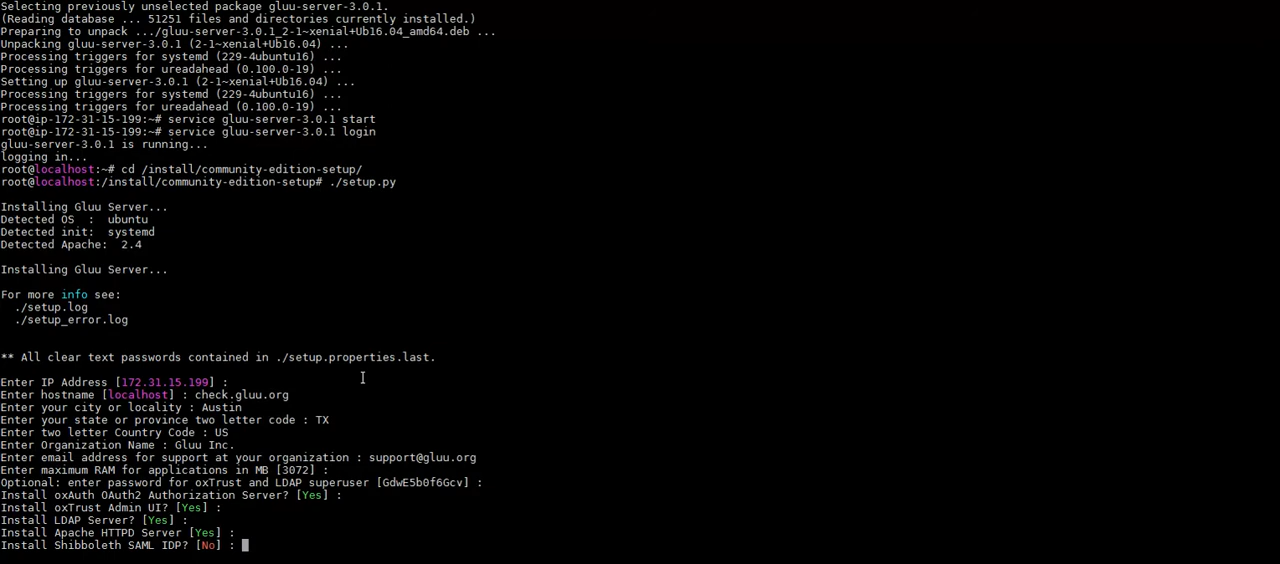 Selecting previously unselected package gluu-server-3.0.1.
(Reading database ... 51251 files and directories currently installed.)
Preparing to unpack .../gluu-server-3.0.1_2-1~xenial+Ub16.04_amd64.deb ...
Unpacking gluu-server-3.0.1 (2-1~xenial+Ub16.04) ...
Processing triggers for systemd (229-4ubuntu16) ...
Processing triggers for ureadahead (0.100.0-19) ...
Setting up gluu-server-3.0.1 (2-1~xenial+Ub16.04) ...
Processing triggers for systemd (229-4ubuntu16) ...
Processing triggers for ureadahead (0.100.0-19) ...
root@ip-172-31-15-199:~# service gluu-server-3.0.1 start
root@ip-172-31-15-199:~# service gluu-server-3.0.1 login
gluu-server-3.0.1 is running...
logging in...
root@localhost:~# cd /install/community-edition-setup/
root@localhost:/install/community-edition-setup# ./setup.py
Installing Gluu Server...
Detected OS  :  ubuntu
Detected init:  systemd
Detected Apache:  2.4
Installing Gluu Server...
For more info see:
  ./setup.log
  ./setup_error.log
** All clear text passwords contained in ./setup.properties.last.
Enter IP Address [172.31.15.199] :
Enter hostname [localhost] : check.gluu.org
Enter your city or locality : Austin
Enter your state or province two letter code : TX
Enter two letter Country Code : US
Enter Organization Name : Gluu Inc.
Enter email address for support at your organization : support@gluu.org
Enter maximum RAM for applications in MB [3072] :
Optional: enter password for oxTrust and LDAP superuser [GdwE5b0f6Gcv] :
Install oxAuth OAuth2 Authorization Server? [Yes] :
Install oxTrust Admin UI? [Yes] :
Install LDAP Server? [Yes] :
Install Apache HTTPD Server [Yes] :
Install Shibboleth SAML IDP? [No] :